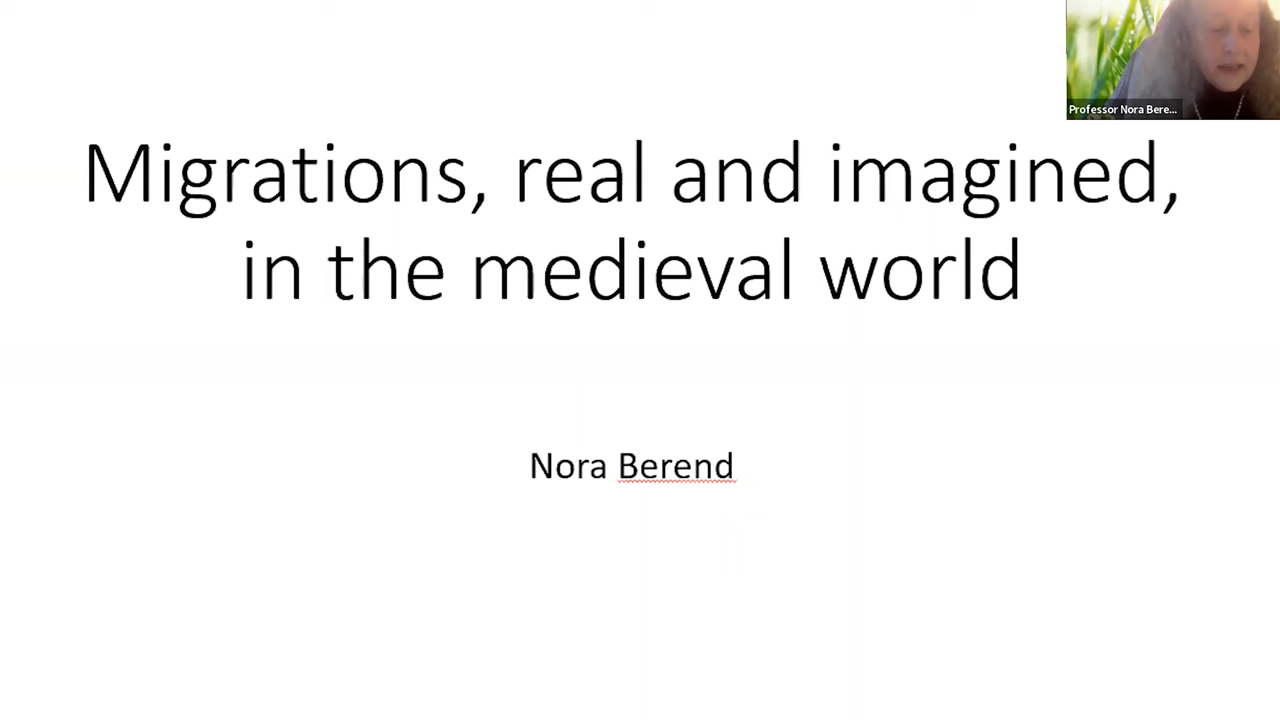 Professor Nora Bere...
Migrations, real and imagined,
in the medieval world
Nora Berend